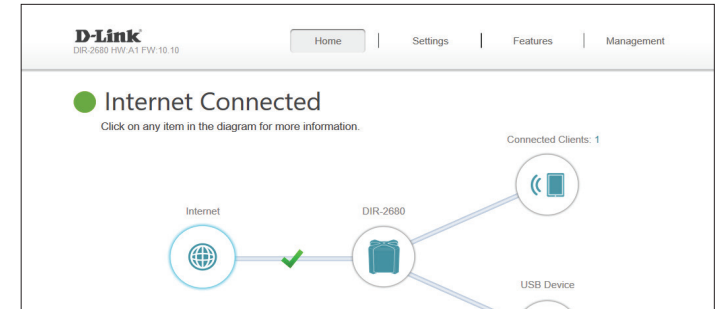 D-Link
DIR-2680 HW:A1 FW:10.10
Home
Settings
Features
Management
Internet Connected
Click on any item in the diagram for more information.
Connected Clients: 1
Internet
DIR-2680
USB Device